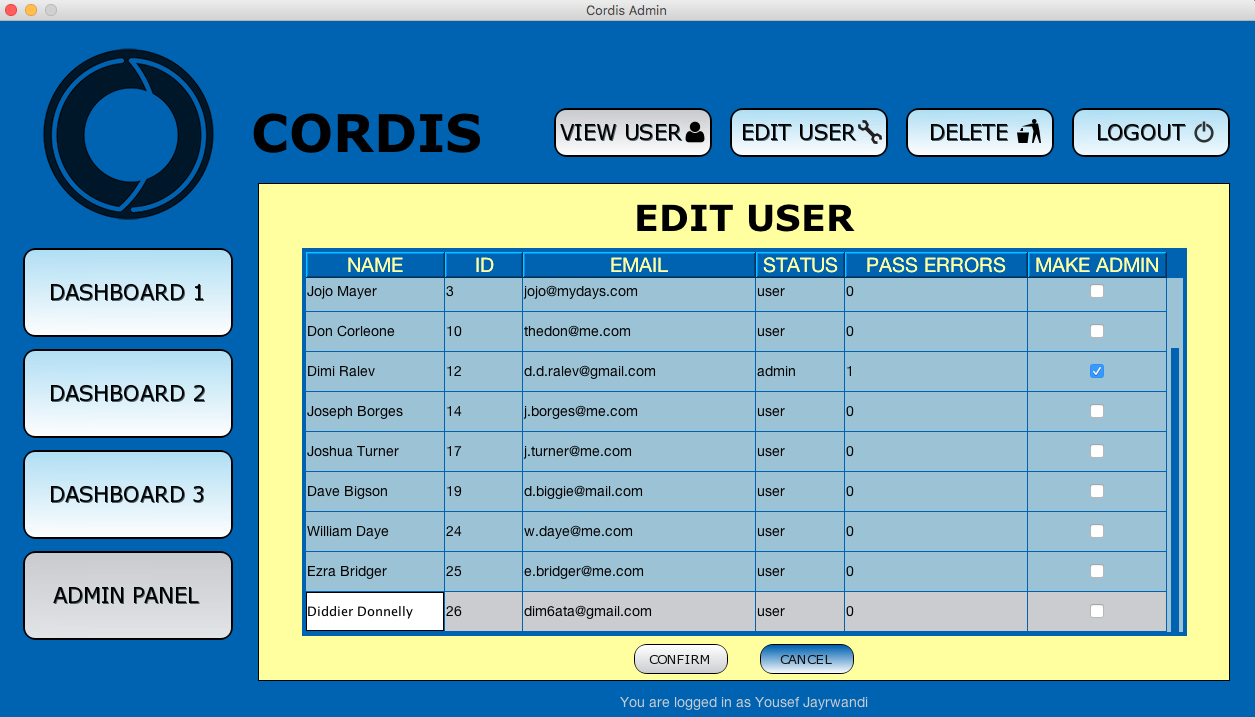 Cordis Admin
CORDIS
VIEW USER EDIT USER DELETE LOGOUT
EDIT USER
NAME ID EMAIL STATUS PASS ERRORS MAKE ADMIN
Jojo Mayer 3 jojo@mydays.com user 0
Don Corleone 10 thedon@me.com user 0
Dimi Ralev 12 d.d.ralev@gmail.com admin 1
Joseph Borges 14 j.borges@me.com user 0
Joshua Turner 17 j.turner@me.com user 0
Dave Bigson 19 d.biggie@mail.com user 0
William Daye 24 w.daye@me.com user 0
Ezra Bridger 25 e.bridger@me.com user 0
Diddier Donnelly 26 dim6ata@gmail.com user 0
CONFIRM CANCEL
DASHBOARD 1
DASHBOARD 2
DASHBOARD 3
ADMIN PANEL
You are logged in as Yousef Jayrwandi